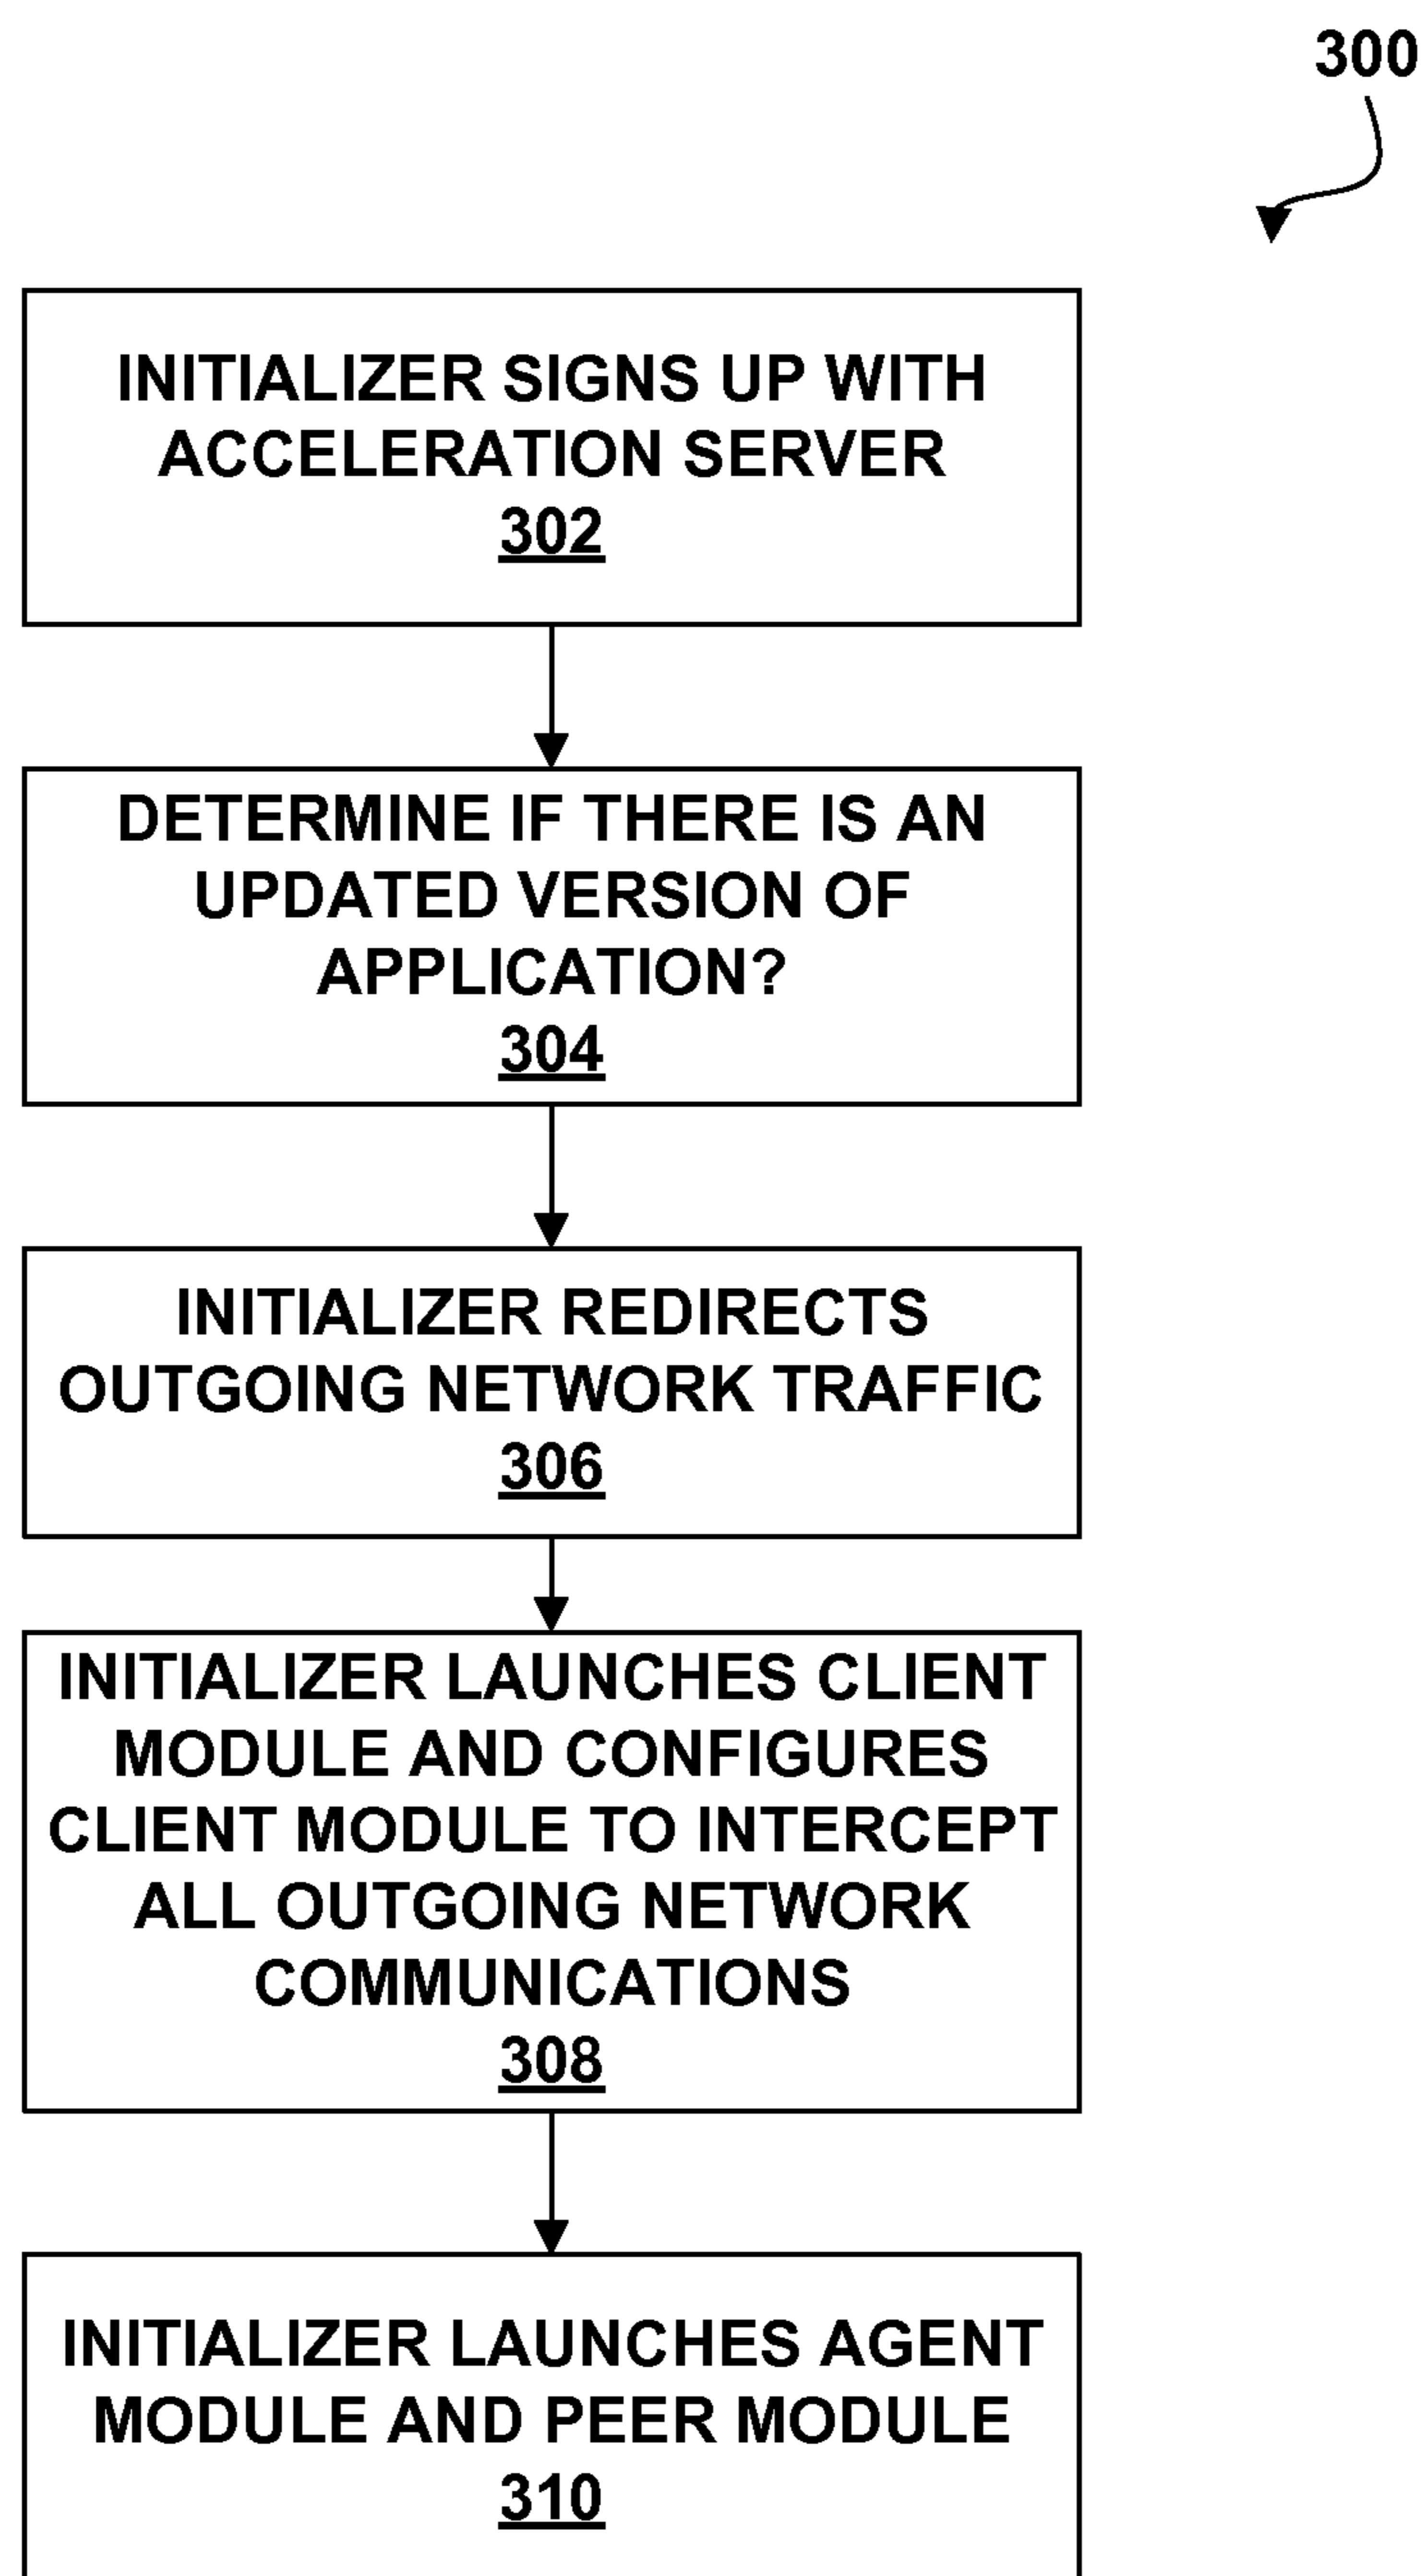 300
INITIALIZER SIGNS UP WITH
ACCELERATION SERVER
302
DETERMINE IF THERE IS AN
UPDATED VERSION OF
APPLICATION?
304
INITIALIZER REDIRECTS
OUTGOING NETWORK TRAFFIC
306
INITIALIZER LAUNCHES CLIENT
MODULE AND CONFIGURES
CLIENT MODULE TO INTERCEPT
ALL OUTGOING NETWORK
COMMUNICATIONS
308
INITIALIZER LAUNCHES AGENT
MODULE AND PEER MODULE
310